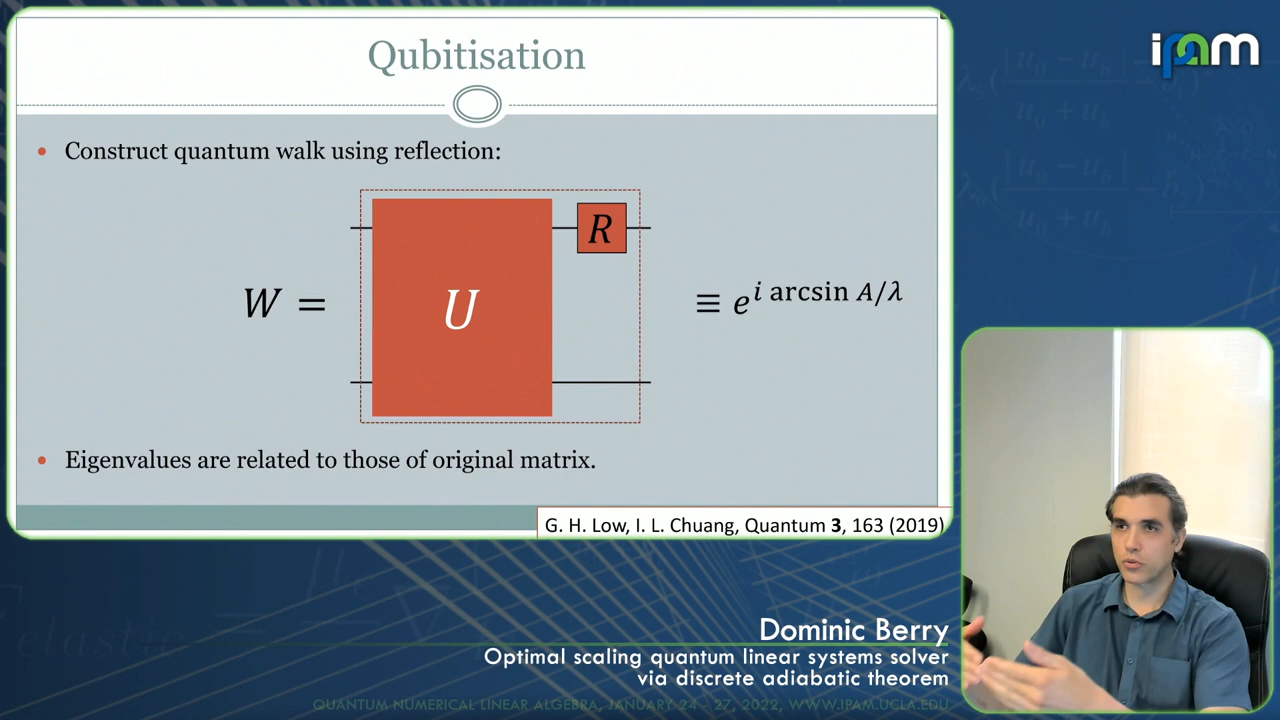 Qubitisation
ipam
• Construct quantum walk using reflection:
R
W =
U
≡ e^{i arcsin A/λ}
• Eigenvalues are related to those of original matrix.
G. H. Low, I. L. Chuang, Quantum 3, 163 (2019)
elastic
Dominic Berry
Optimal scaling quantum linear systems solver
via discrete adiabatic theorem
QUANTUM NUMERICAL LINEAR ALGEBRA, JANUARY 24 - 27, 2022, WWW.IPAM.UCLA.EDU